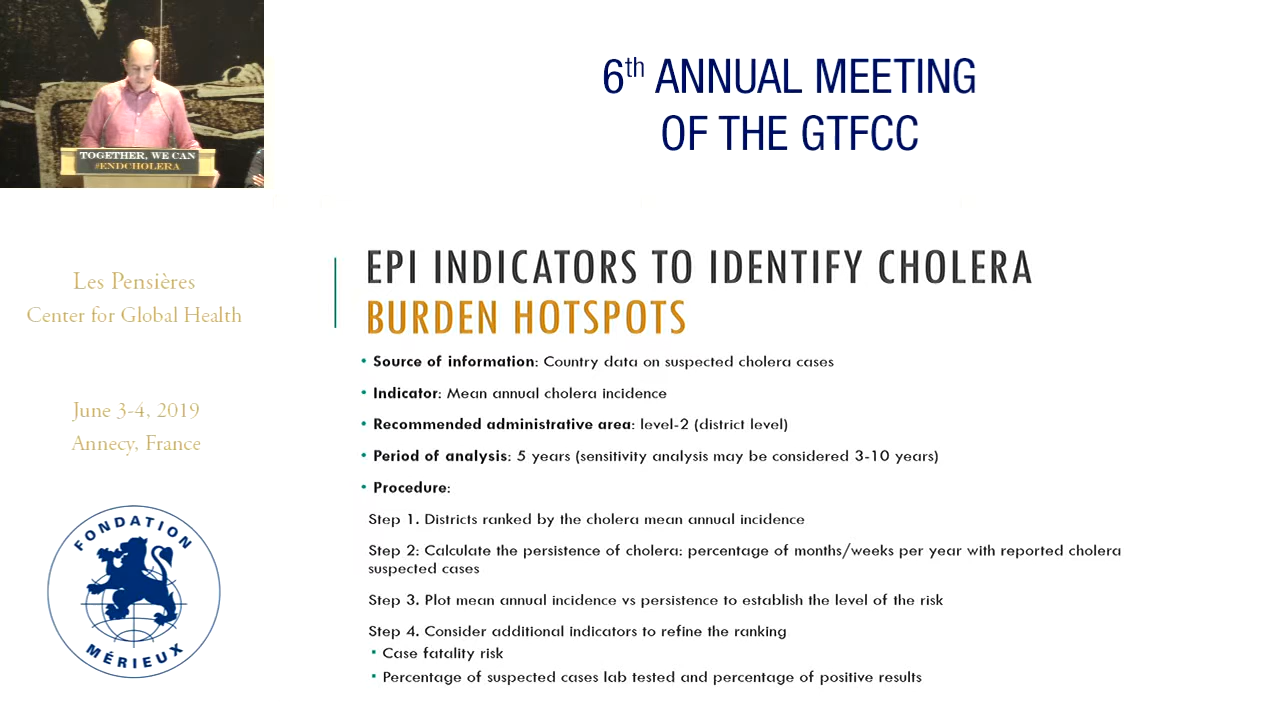 6th ANNUAL MEETING
OF THE GTFCC
TOGETHER, WE CAN
#ENDCHOLERA
Les Pensières
Center for Global Health
June 3-4, 2019
Annecy, France
FONDATION
MÉRIEUX
EPI INDICATORS TO IDENTIFY CHOLERA
BURDEN HOTSPOTS
• Source of information: Country data on suspected cholera cases
• Indicator: Mean annual cholera incidence
• Recommended administrative area: level-2 (district level)
• Period of analysis: 5 years (sensitivity analysis may be considered 3-10 years)
• Procedure:
Step 1. Districts ranked by the cholera mean annual incidence
Step 2: Calculate the persistence of cholera: percentage of months/weeks per year with reported cholera
suspected cases
Step 3. Plot mean annual incidence vs persistence to establish the level of the risk
Step 4. Consider additional indicators to refine the ranking
• Case fatality risk
• Percentage of suspected cases lab tested and percentage of positive results